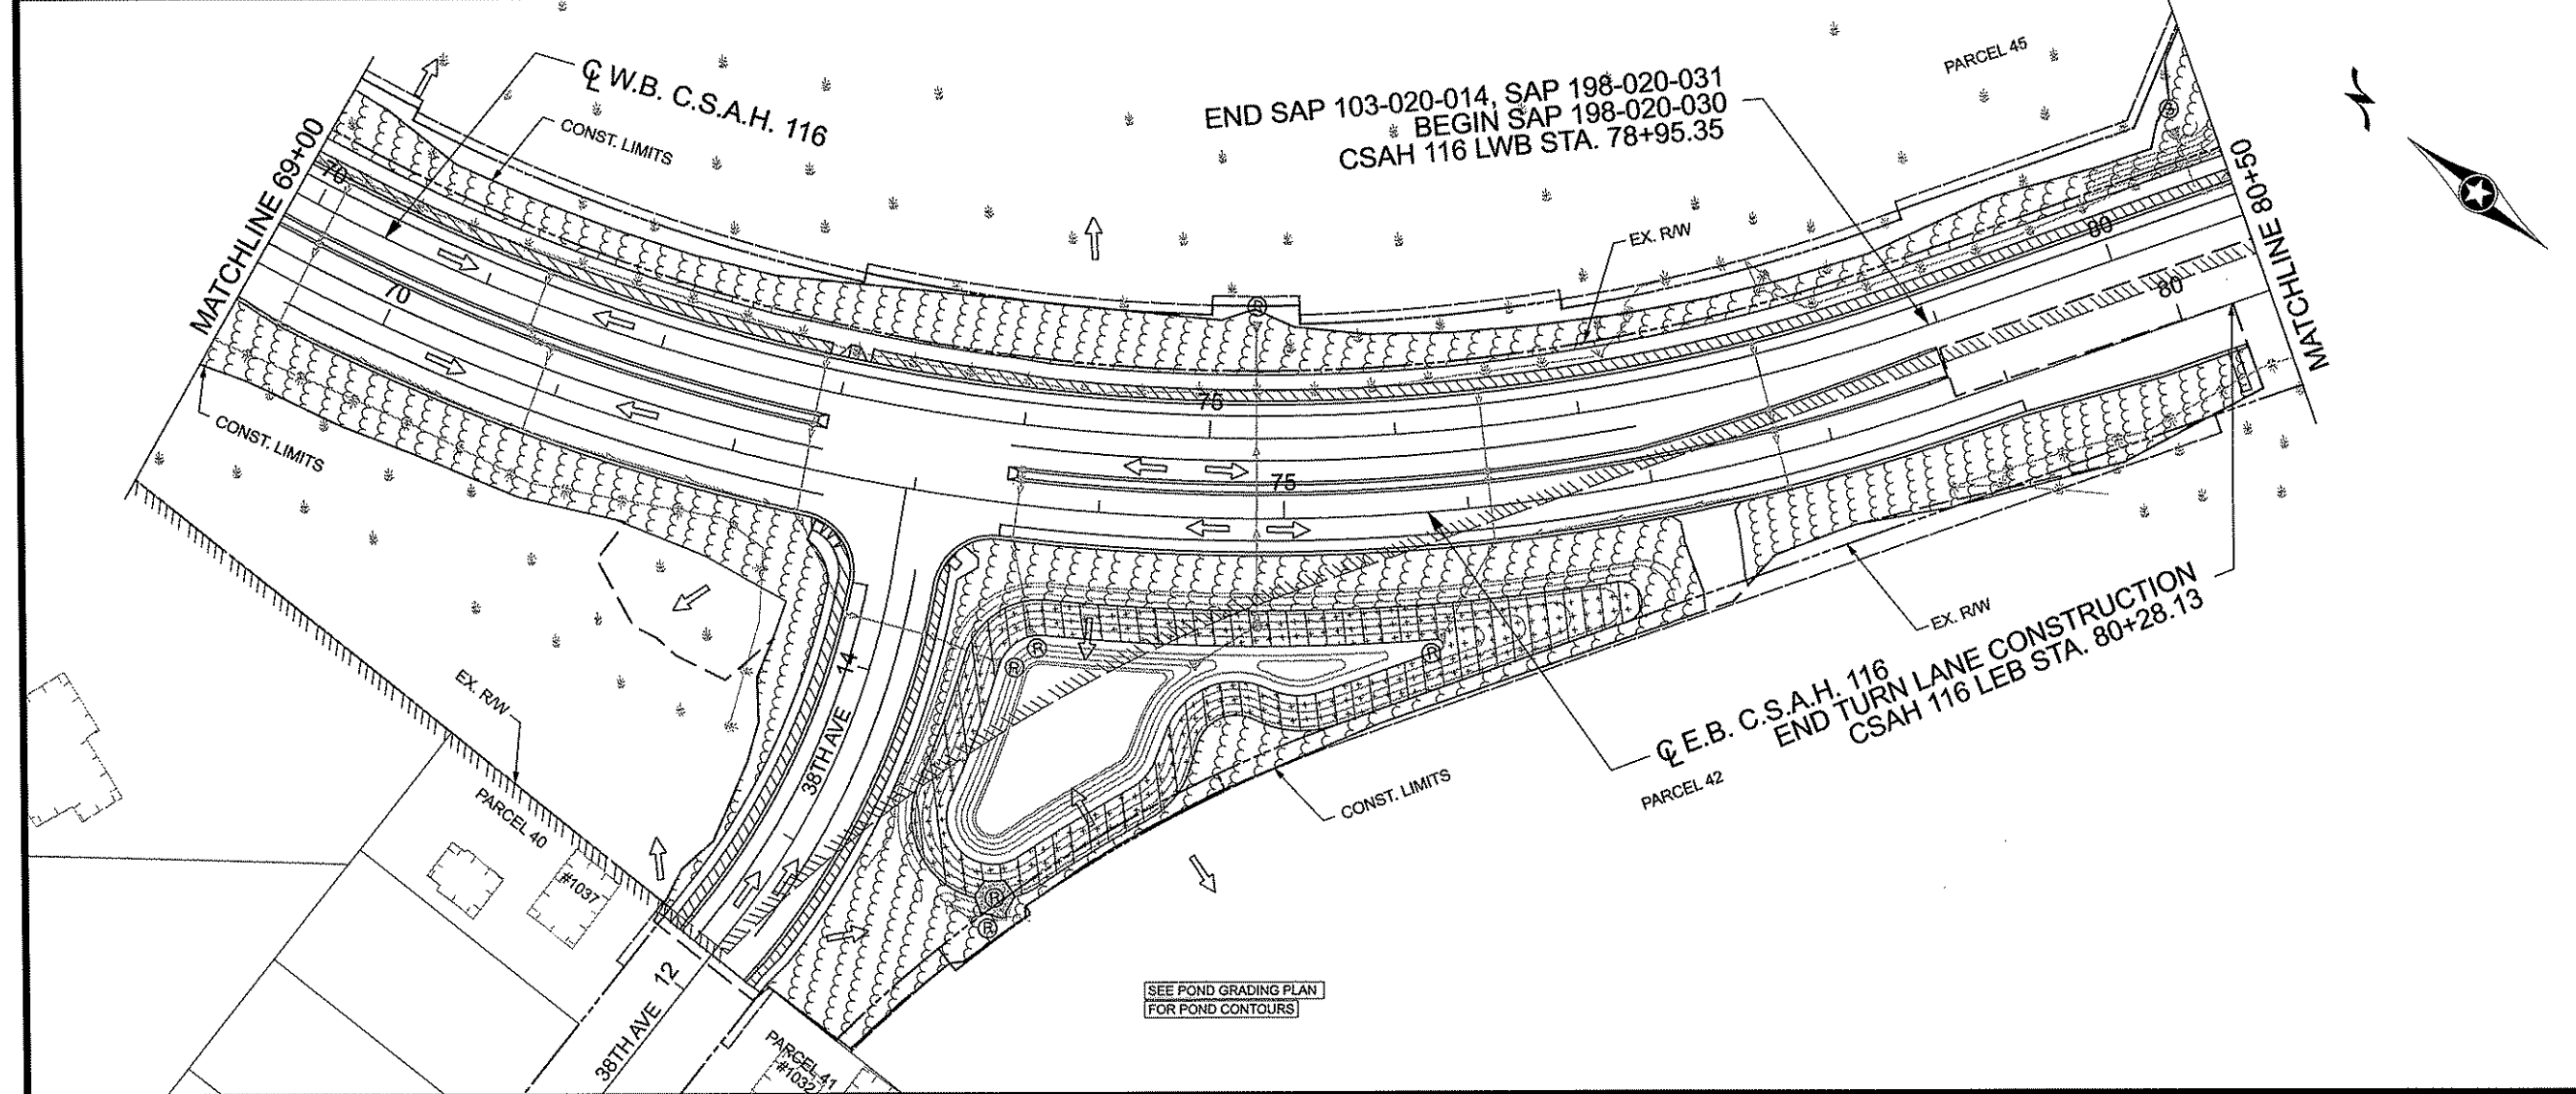 ℄ W.B. C.S.A.H. 116
CONST. LIMITS
END SAP 103-020-014, SAP 198-020-031
BEGIN SAP 198-020-030
CSAH 116 LWB STA. 78+95.35
PARCEL 45
MATCHLINE 69+00
70
70
EX. R/W
80
80
MATCHLINE 80+50
CONST. LIMITS
75
75
EX. R/W
14
38TH AVE
EX. R/W
℄ E.B. C.S.A.H. 116
END TURN LANE CONSTRUCTION
CSAH 116 LEB STA. 80+28.13
PARCEL 42
CONST. LIMITS
PARCEL 40
#1037
R
R
R
R
R
R
R
12
38TH AVE
PARCEL 41
#1032
SEE POND GRADING PLAN
FOR POND CONTOURS